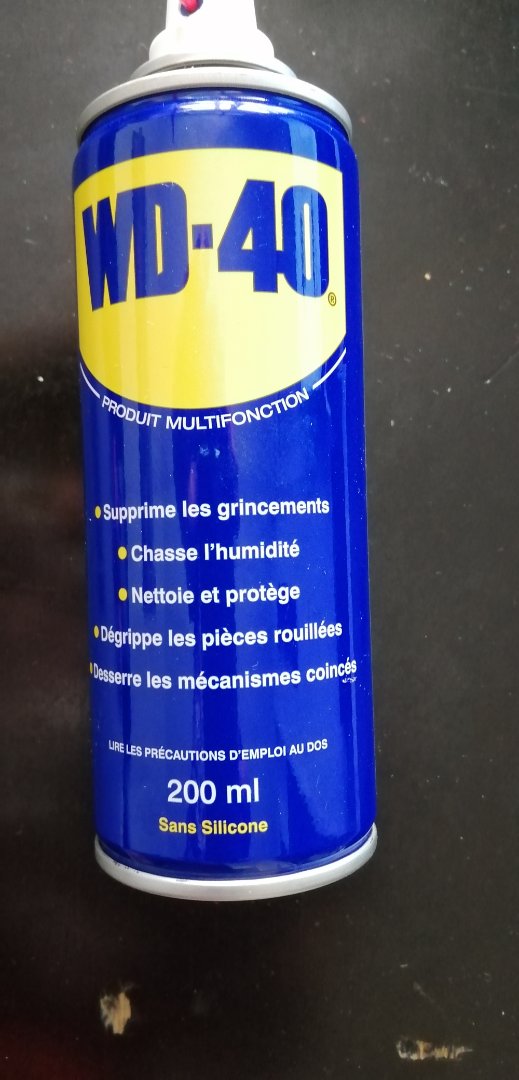 WD-40®
PRODUIT MULTIFONCTION
• Supprime les grincements
• Chasse l'humidité
• Nettoie et protège
• Dégrippe les pièces rouillées
• Desserre les mécanismes coincés
LIRE LES PRÉCAUTIONS D'EMPLOI AU DOS
200 ml
Sans Silicone